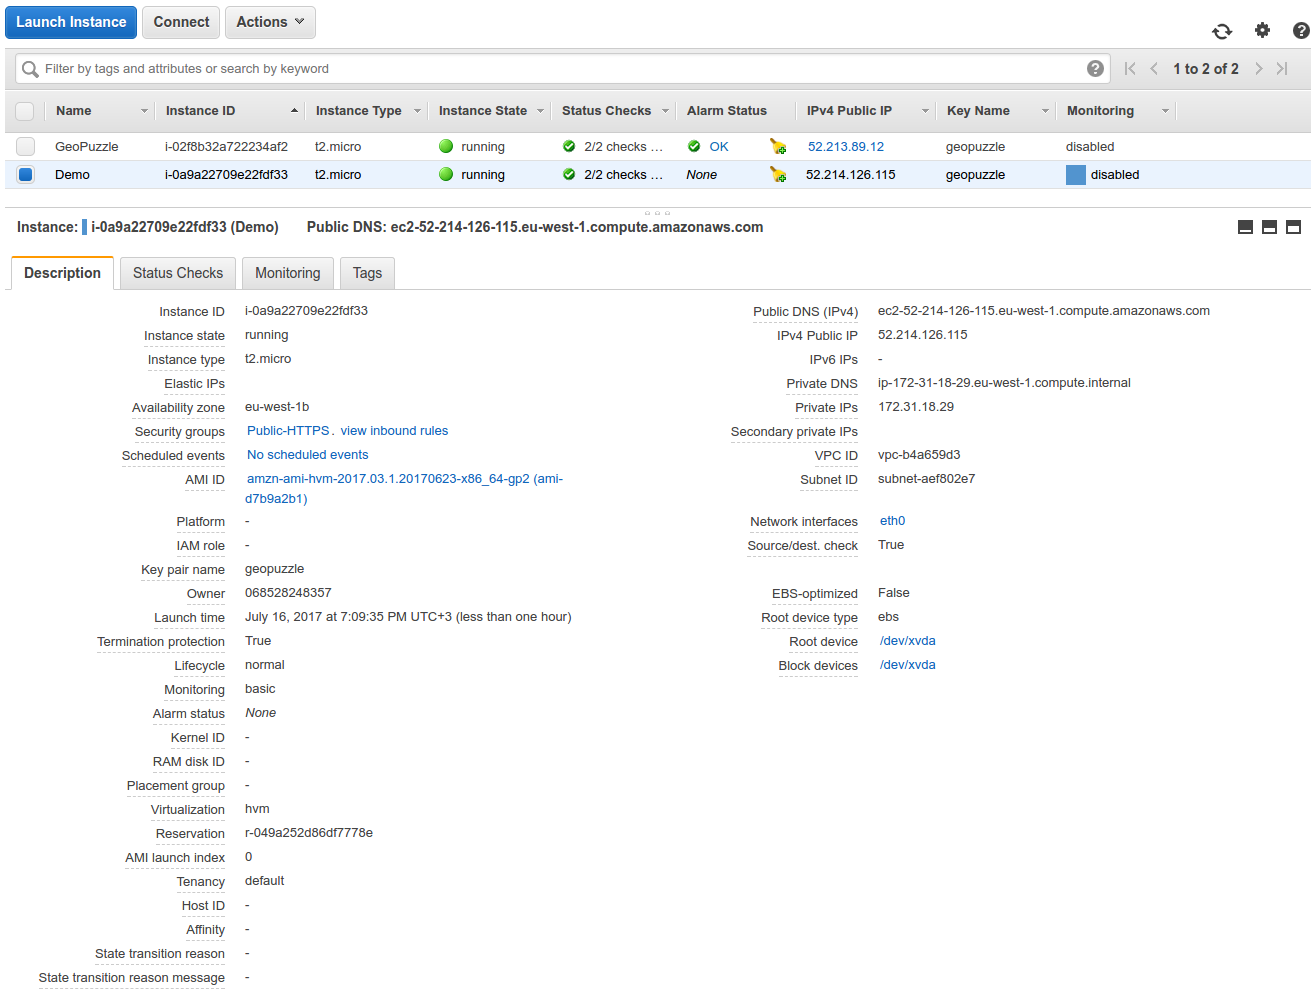 Launch Instance Connect Actions
Filter by tags and attributes or search by keyword ? 1 to 2 of 2
Name Instance ID Instance Type Instance State Status Checks Alarm Status IPv4 Public IP Key Name Monitoring
GeoPuzzle i-02f8b32a722234af2 t2.micro running 2/2 checks ... OK 52.213.89.12 geopuzzle disabled
Demo i-0a9a22709e22fdf33 t2.micro running 2/2 checks ... None 52.214.126.115 geopuzzle disabled
Instance: i-0a9a22709e22fdf33 (Demo) Public DNS: ec2-52-214-126-115.eu-west-1.compute.amazonaws.com
Description Status Checks Monitoring Tags
Instance ID i-0a9a22709e22fdf33 Public DNS (IPv4) ec2-52-214-126-115.eu-west-1.compute.amazonaws.com
Instance state running IPv4 Public IP 52.214.126.115
Instance type t2.micro IPv6 IPs -
Elastic IPs Private DNS ip-172-31-18-29.eu-west-1.compute.internal
Availability zone eu-west-1b Private IPs 172.31.18.29
Security groups Public-HTTPS. view inbound rules Secondary private IPs
Scheduled events No scheduled events VPC ID vpc-b4a659d3
AMI ID amzn-ami-hvm-2017.03.1.20170623-x86_64-gp2 (ami- Subnet ID subnet-aef802e7
d7b9a2b1)
Platform - Network interfaces eth0
IAM role - Source/dest. check True
Key pair name geopuzzle
Owner 068528248357 EBS-optimized False
Launch time July 16, 2017 at 7:09:35 PM UTC+3 (less than one hour) Root device type ebs
Termination protection True Root device /dev/xvda
Lifecycle normal Block devices /dev/xvda
Monitoring basic
Alarm status None
Kernel ID -
RAM disk ID -
Placement group -
Virtualization hvm
Reservation r-049a252d86df7778e
AMI launch index 0
Tenancy default
Host ID -
Affinity -
State transition reason -
State transition reason message -